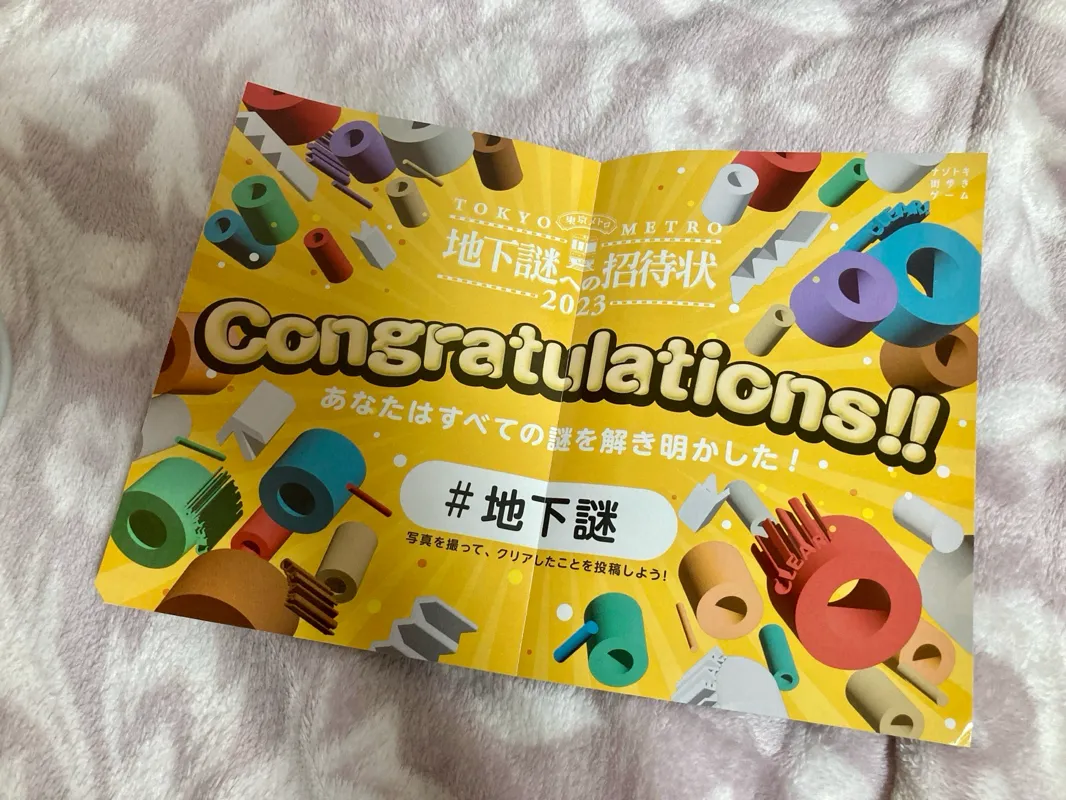 ナゾトキ
街歩き
ゲーム
TOKYO 東京メトロ METRO
地下謎への招待状
2023
Congratulations!!
あなたはすべての謎を解き明かした！
#地下謎
写真を撮って、クリアしたことを投稿しよう！
CLEAR!